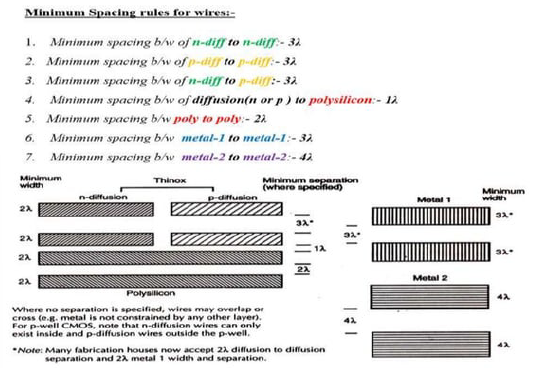 Minimum Spacing rules for wires:-
1. Minimum spacing b/w of n-diff to n-diff:- 3λ
2. Minimum spacing b/w of p-diff to p-diff:- 3λ
3. Minimum spacing b/w of n-diff to p-diff:- 3λ
4. Minimum spacing b/w of diffusion(n or p ) to polysilicon:- 1λ
5. Minimum spacing b/w poly to poly:- 2λ
6. Minimum spacing b/w metal-1 to metal-1:- 3λ
7. Minimum spacing b/w metal-2 to metal-2:- 4λ
Minimum width
Thinox
Minimum separation (where specified)
n-diffusion
p-diffusion
2λ
3λ*
2λ
1λ
2λ
2λ
2λ
Polysilicon
Minimum width
Metal 1
3λ*
3λ*
3λ*
Metal 2
4λ
4λ
4λ
Where no separation is specified, wires may overlap or
cross (e.g. metal is not constrained by any other layer).
For p-well CMOS, note that n-diffusion wires can only
exist inside and p-diffusion wires outside the p-well.
*Note: Many fabrication houses now accept 2λ diffusion to diffusion
separation and 2λ metal 1 width and separation.